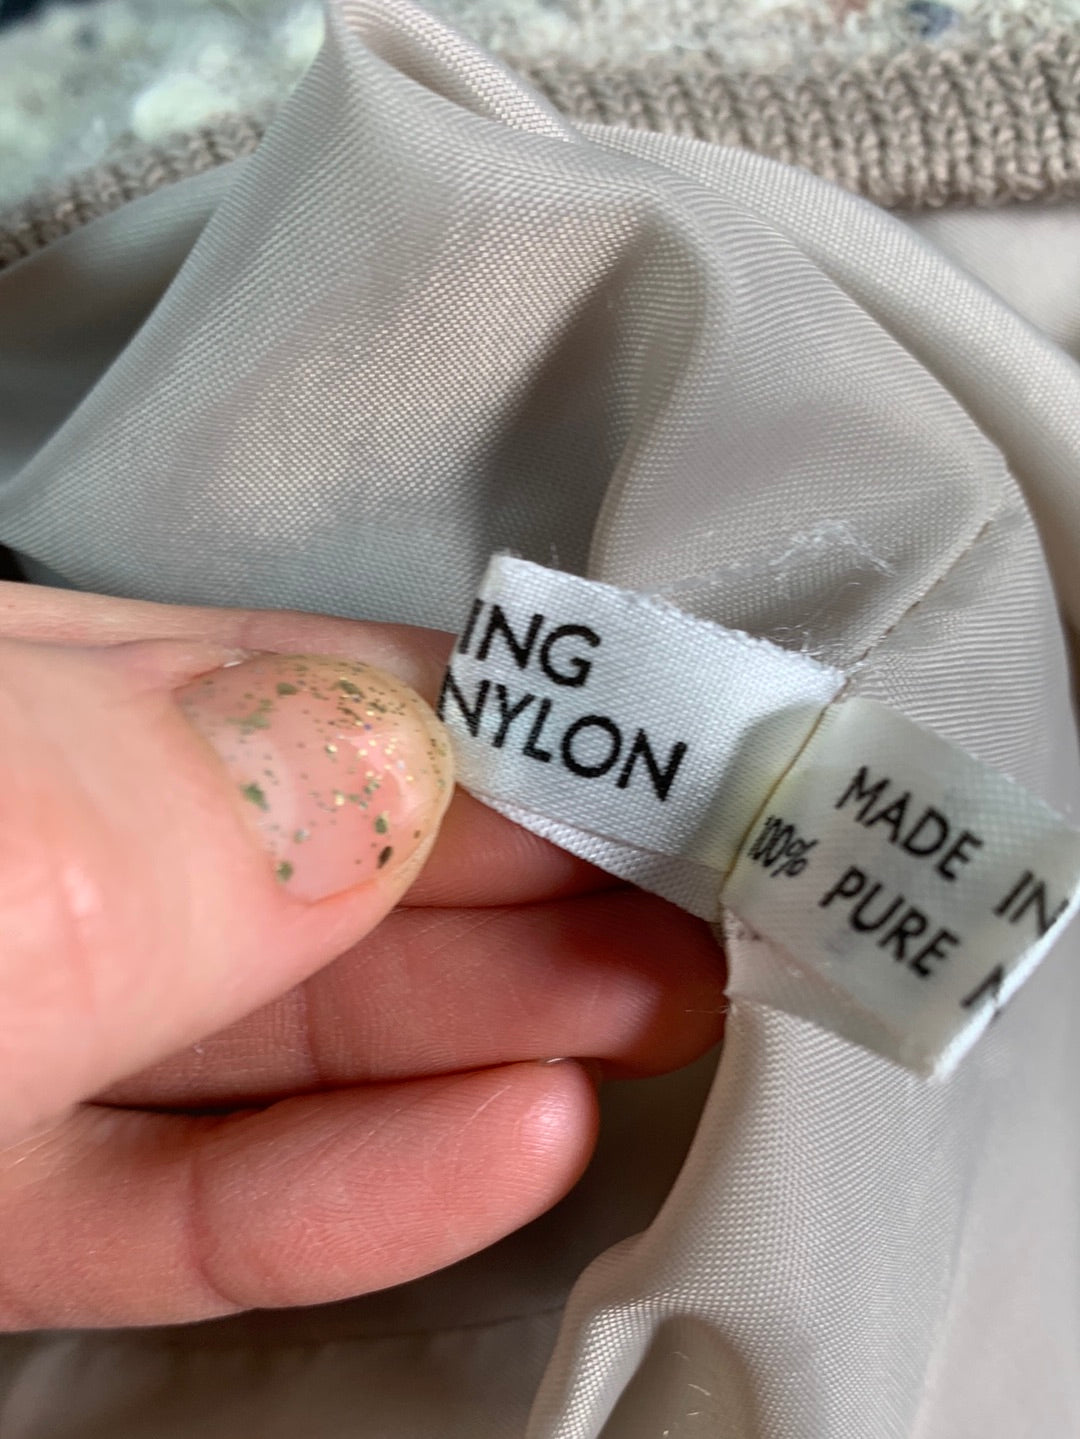 ING
NYLON
MADE IN
100% PURE